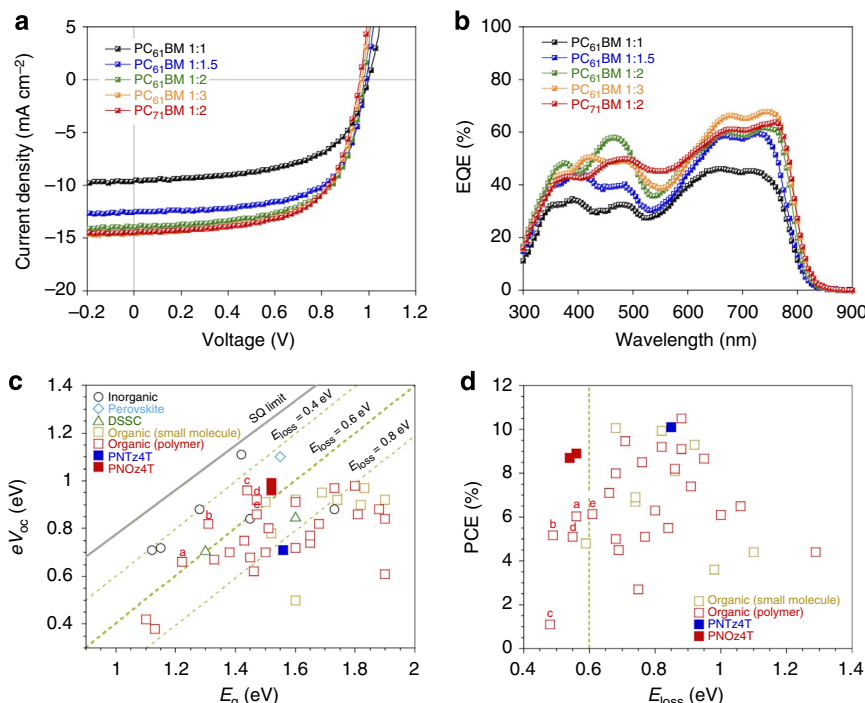 a
5
0
–5
–10
–15
–20
–0.2
0
0.2
0.4
0.6
0.8
1
1.2
Current density (mA cm⁻²)
Voltage (V)
PC₆₁BM 1:1
PC₆₁BM 1:1.5
PC₆₁BM 1:2
PC₆₁BM 1:3
PC₇₁BM 1:2
b
100
80
60
40
20
0
300
400
500
600
700
800
900
EQE (%)
Wavelength (nm)
PC₆₁BM 1:1
PC₆₁BM 1:1.5
PC₆₁BM 1:2
PC₆₁BM 1:3
PC₇₁BM 1:2
c
1.4
1.2
1.0
0.8
0.6
0.4
1
1.2
1.4
1.6
1.8
2
eVoc (eV)
Eg (eV)
Inorganic
Perovskite
DSSC
Organic (small molecule)
Organic (polymer)
PNTz4T
PNOz4T
SQ limit
Eloss = 0.4 eV
Eloss = 0.6 eV
Eloss = 0.8 eV
c
d
b
e
a
d
12
10
8
6
4
2
0
0.4
0.6
0.8
1
1.2
1.4
PCE (%)
Eloss (eV)
a
b
d
e
c
Organic (small molecule)
Organic (polymer)
PNTz4T
PNOz4T